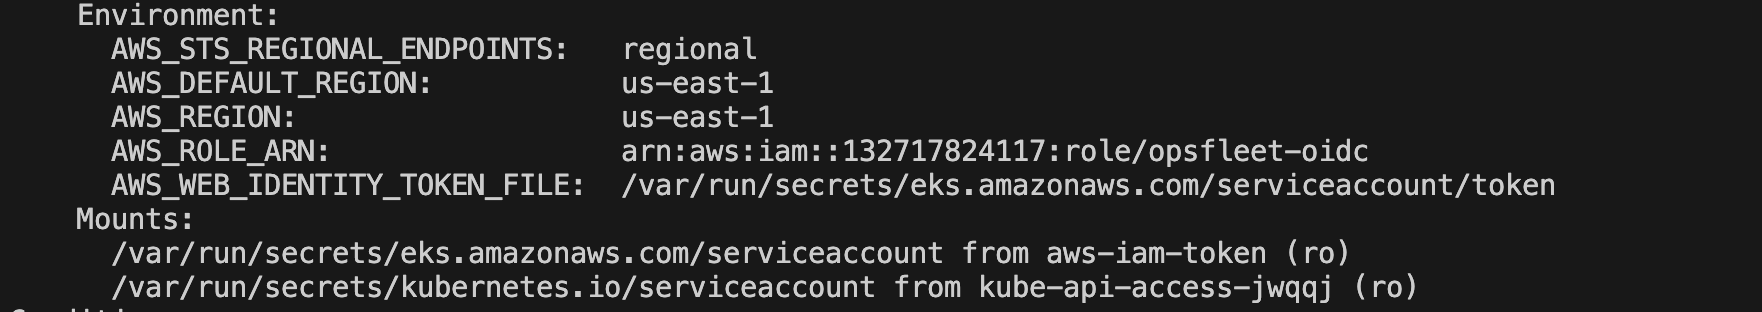 Environment:
AWS_STS_REGIONAL_ENDPOINTS: regional
AWS_DEFAULT_REGION: us-east-1
AWS_REGION: us-east-1
AWS_ROLE_ARN: arn:aws:iam::132717824117:role/opsfleet-oidc
AWS_WEB_IDENTITY_TOKEN_FILE: /var/run/secrets/eks.amazonaws.com/serviceaccount/token
Mounts:
/var/run/secrets/eks.amazonaws.com/serviceaccount from aws-iam-token (ro)
/var/run/secrets/kubernetes.io/serviceaccount from kube-api-access-jwqqj (ro)